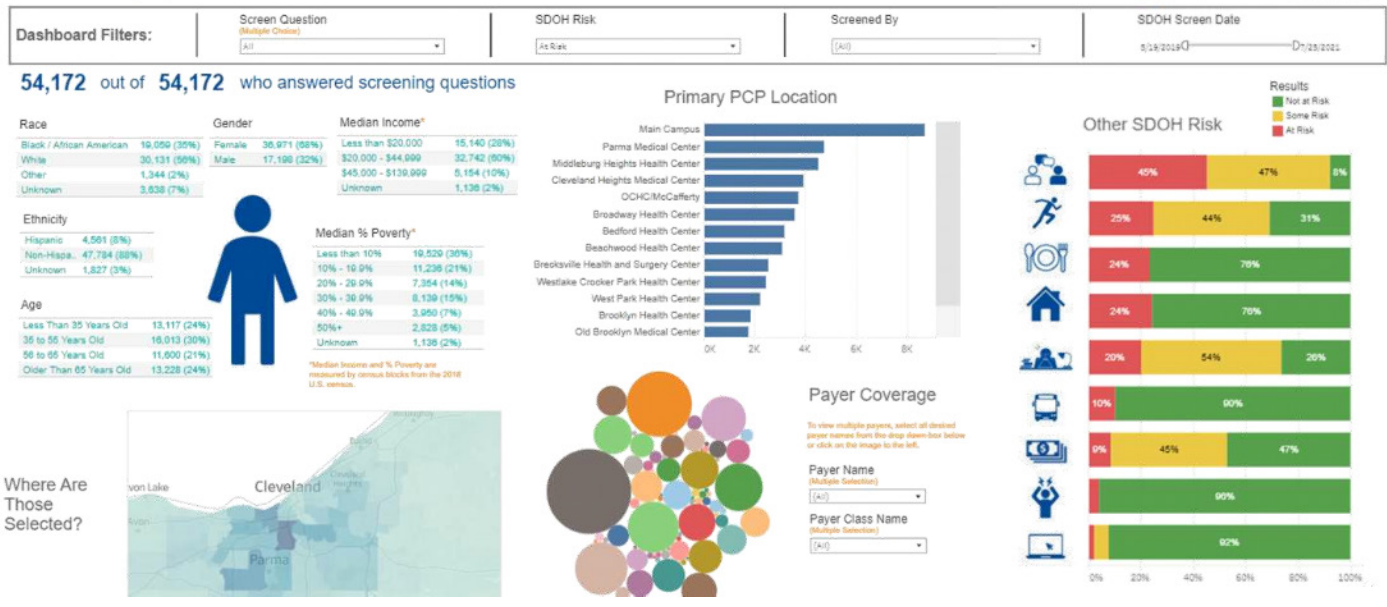 Dashboard Filters:
Screen Question
(Multiple Choice)
All
SDOH Risk
At Risk
Screened By
(All)
SDOH Screen Date
5/19/2019
7/25/2021
54,172 out of 54,172 who answered screening questions
Race
Black / African American 19,059 (35%)
White 30,131 (56%)
Other 1,344 (2%)
Unknown 3,638 (7%)
Gender
Female 36,971 (68%)
Male 17,198 (32%)
Median Income*
Less than $20,000 15,140 (28%)
$20,000 - $44,999 32,742 (60%)
$45,000 - $139,999 5,154 (10%)
Unknown 1,136 (2%)
Ethnicity
Hispanic 4,561 (8%)
Non-Hispa.. 47,784 (88%)
Unknown 1,827 (3%)
Median % Poverty*
Less than 10% 19,529 (36%)
10% - 19.9% 11,236 (21%)
20% - 29.9% 7,354 (14%)
30% - 39.9% 8,139 (15%)
40% - 49.9% 3,950 (7%)
50%+ 2,828 (5%)
Unknown 1,136 (2%)
Age
Less Than 35 Years Old 13,117 (24%)
35 to 55 Years Old 16,013 (30%)
56 to 65 Years Old 11,600 (21%)
Older Than 65 Years Old 13,228 (24%)
*Median Income and % Poverty are
measured by census blocks from the 2018
U.S. census.
Where Are
Those
Selected?
von Lake
Avon
Cleveland
Cleveland
Heights
Euclid
Willoughby
Parma
Primary PCP Location
Main Campus
Parma Medical Center
Middleburg Heights Health Center
Cleveland Heights Medical Center
OCHC/McCafferty
Broadway Health Center
Bedford Health Center
Beachwood Health Center
Brecksville Health and Surgery Center
Westlake Crocker Park Health Center
West Park Health Center
Brooklyn Health Center
Old Brooklyn Medical Center
0K 2K 4K 6K 8K
Payer Coverage
To view multiple payers, select all desired
payer names from the drop down box below
or click on the image to the left.
Payer Name
(Multiple Selection)
(All)
Payer Class Name
(Multiple Selection)
(All)
Results
Not at Risk
Some Risk
At Risk
Other SDOH Risk
45% 47% 8%
25% 44% 31%
24% 76%
24% 76%
20% 54% 26%
10% 90%
9% 45% 47%
96%
92%
0% 20% 40% 60% 80% 100%